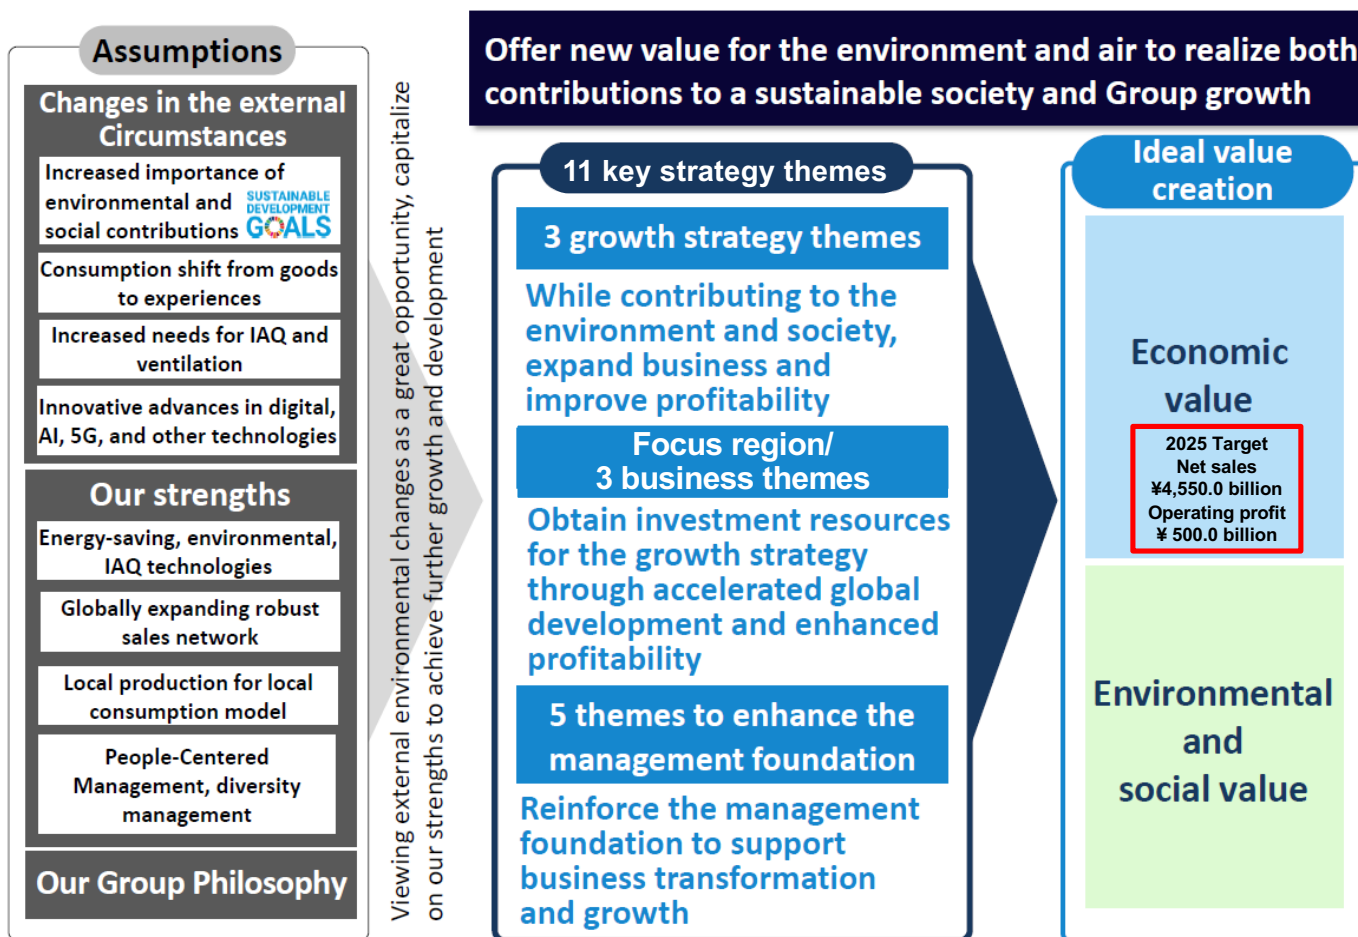 Assumptions
Changes in the external
Circumstances
Increased importance of
environmental and
social contributions
SUSTAINABLE
DEVELOPMENT
GOALS
Consumption shift from goods
to experiences
Increased needs for IAQ and
ventilation
Innovative advances in digital,
AI, 5G, and other technologies
Our strengths
Energy-saving, environmental,
IAQ technologies
Globally expanding robust
sales network
Local production for local
consumption model
People-Centered
Management, diversity
management
Our Group Philosophy
Viewing external environmental changes as a great opportunity, capitalize
on our strengths to achieve further growth and development
Offer new value for the environment and air to realize both
contributions to a sustainable society and Group growth
11 key strategy themes
3 growth strategy themes
While contributing to the
environment and society,
expand business and
improve profitability
Focus region/
3 business themes
Obtain investment resources
for the growth strategy
through accelerated global
development and enhanced
profitability
5 themes to enhance the
management foundation
Reinforce the management
foundation to support
business transformation
and growth
Ideal value
creation
Economic
value
2025 Target
Net sales
¥4,550.0 billion
Operating profit
¥ 500.0 billion
Environmental
and
social value